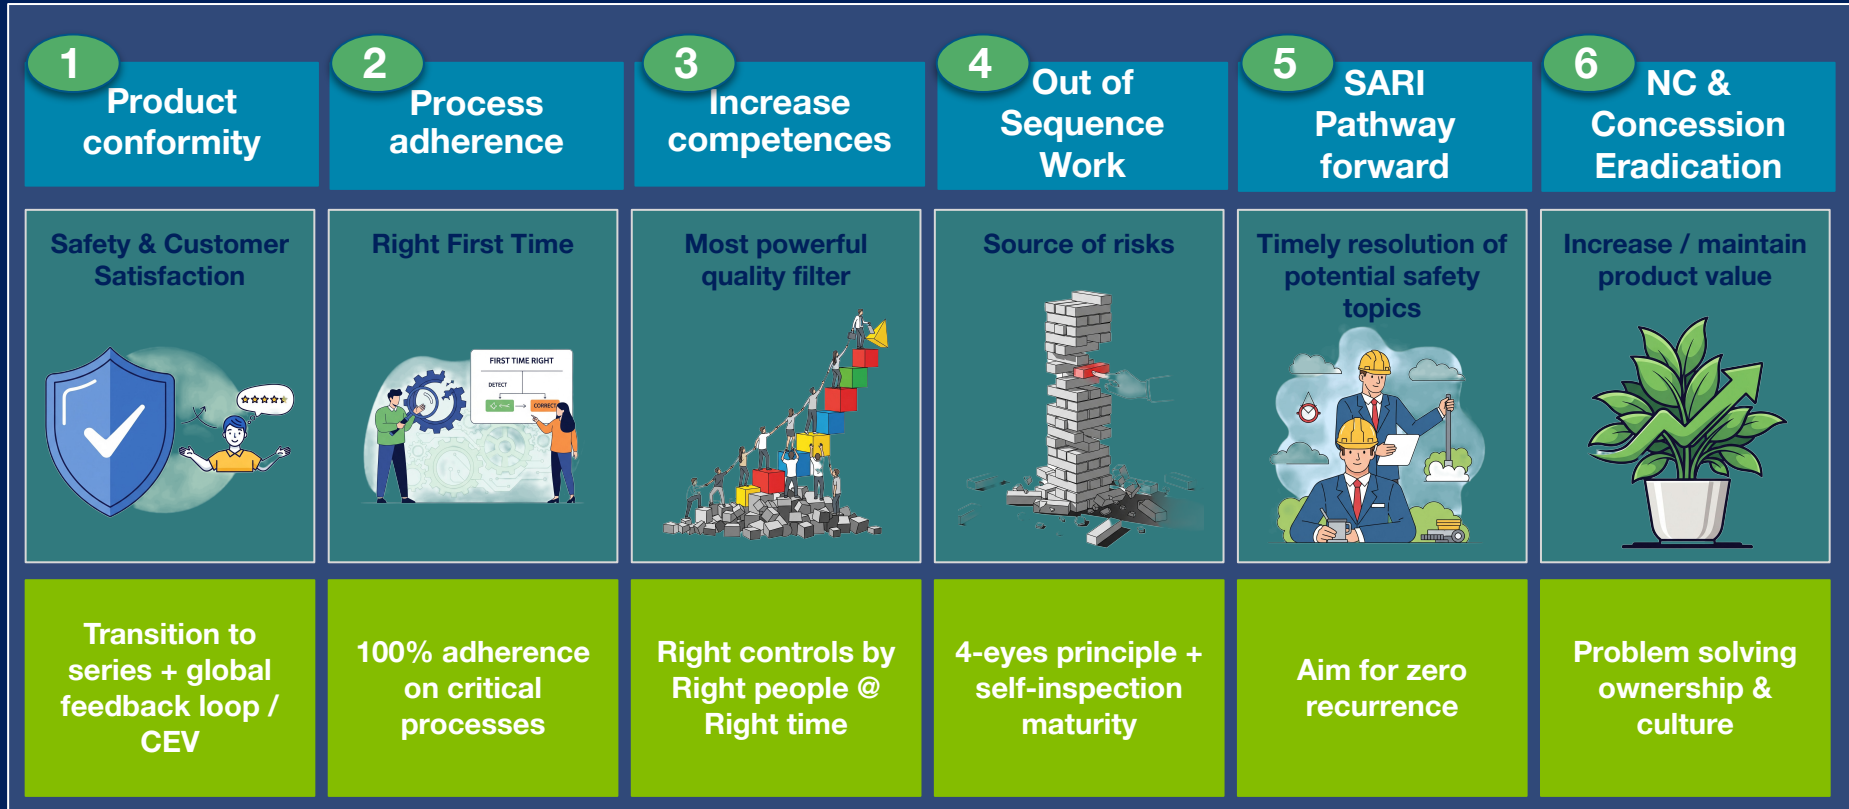 1
Product
conformity
2
Process
adherence
3
Increase
competences
4
Out of
Sequence
Work
5
SARI
Pathway
forward
6
NC &
Concession
Eradication
Safety & Customer
Satisfaction
Right First Time
FIRST TIME RIGHT
DETECT
CORRECT
Most powerful
quality filter
Source of risks
Timely resolution of
potential safety
topics
Increase / maintain
product value
Transition to
series + global
feedback loop /
CEV
100% adherence
on critical
processes
Right controls by
Right people @
Right time
4-eyes principle +
self-inspection
maturity
Aim for zero
recurrence
Problem solving
ownership &
culture